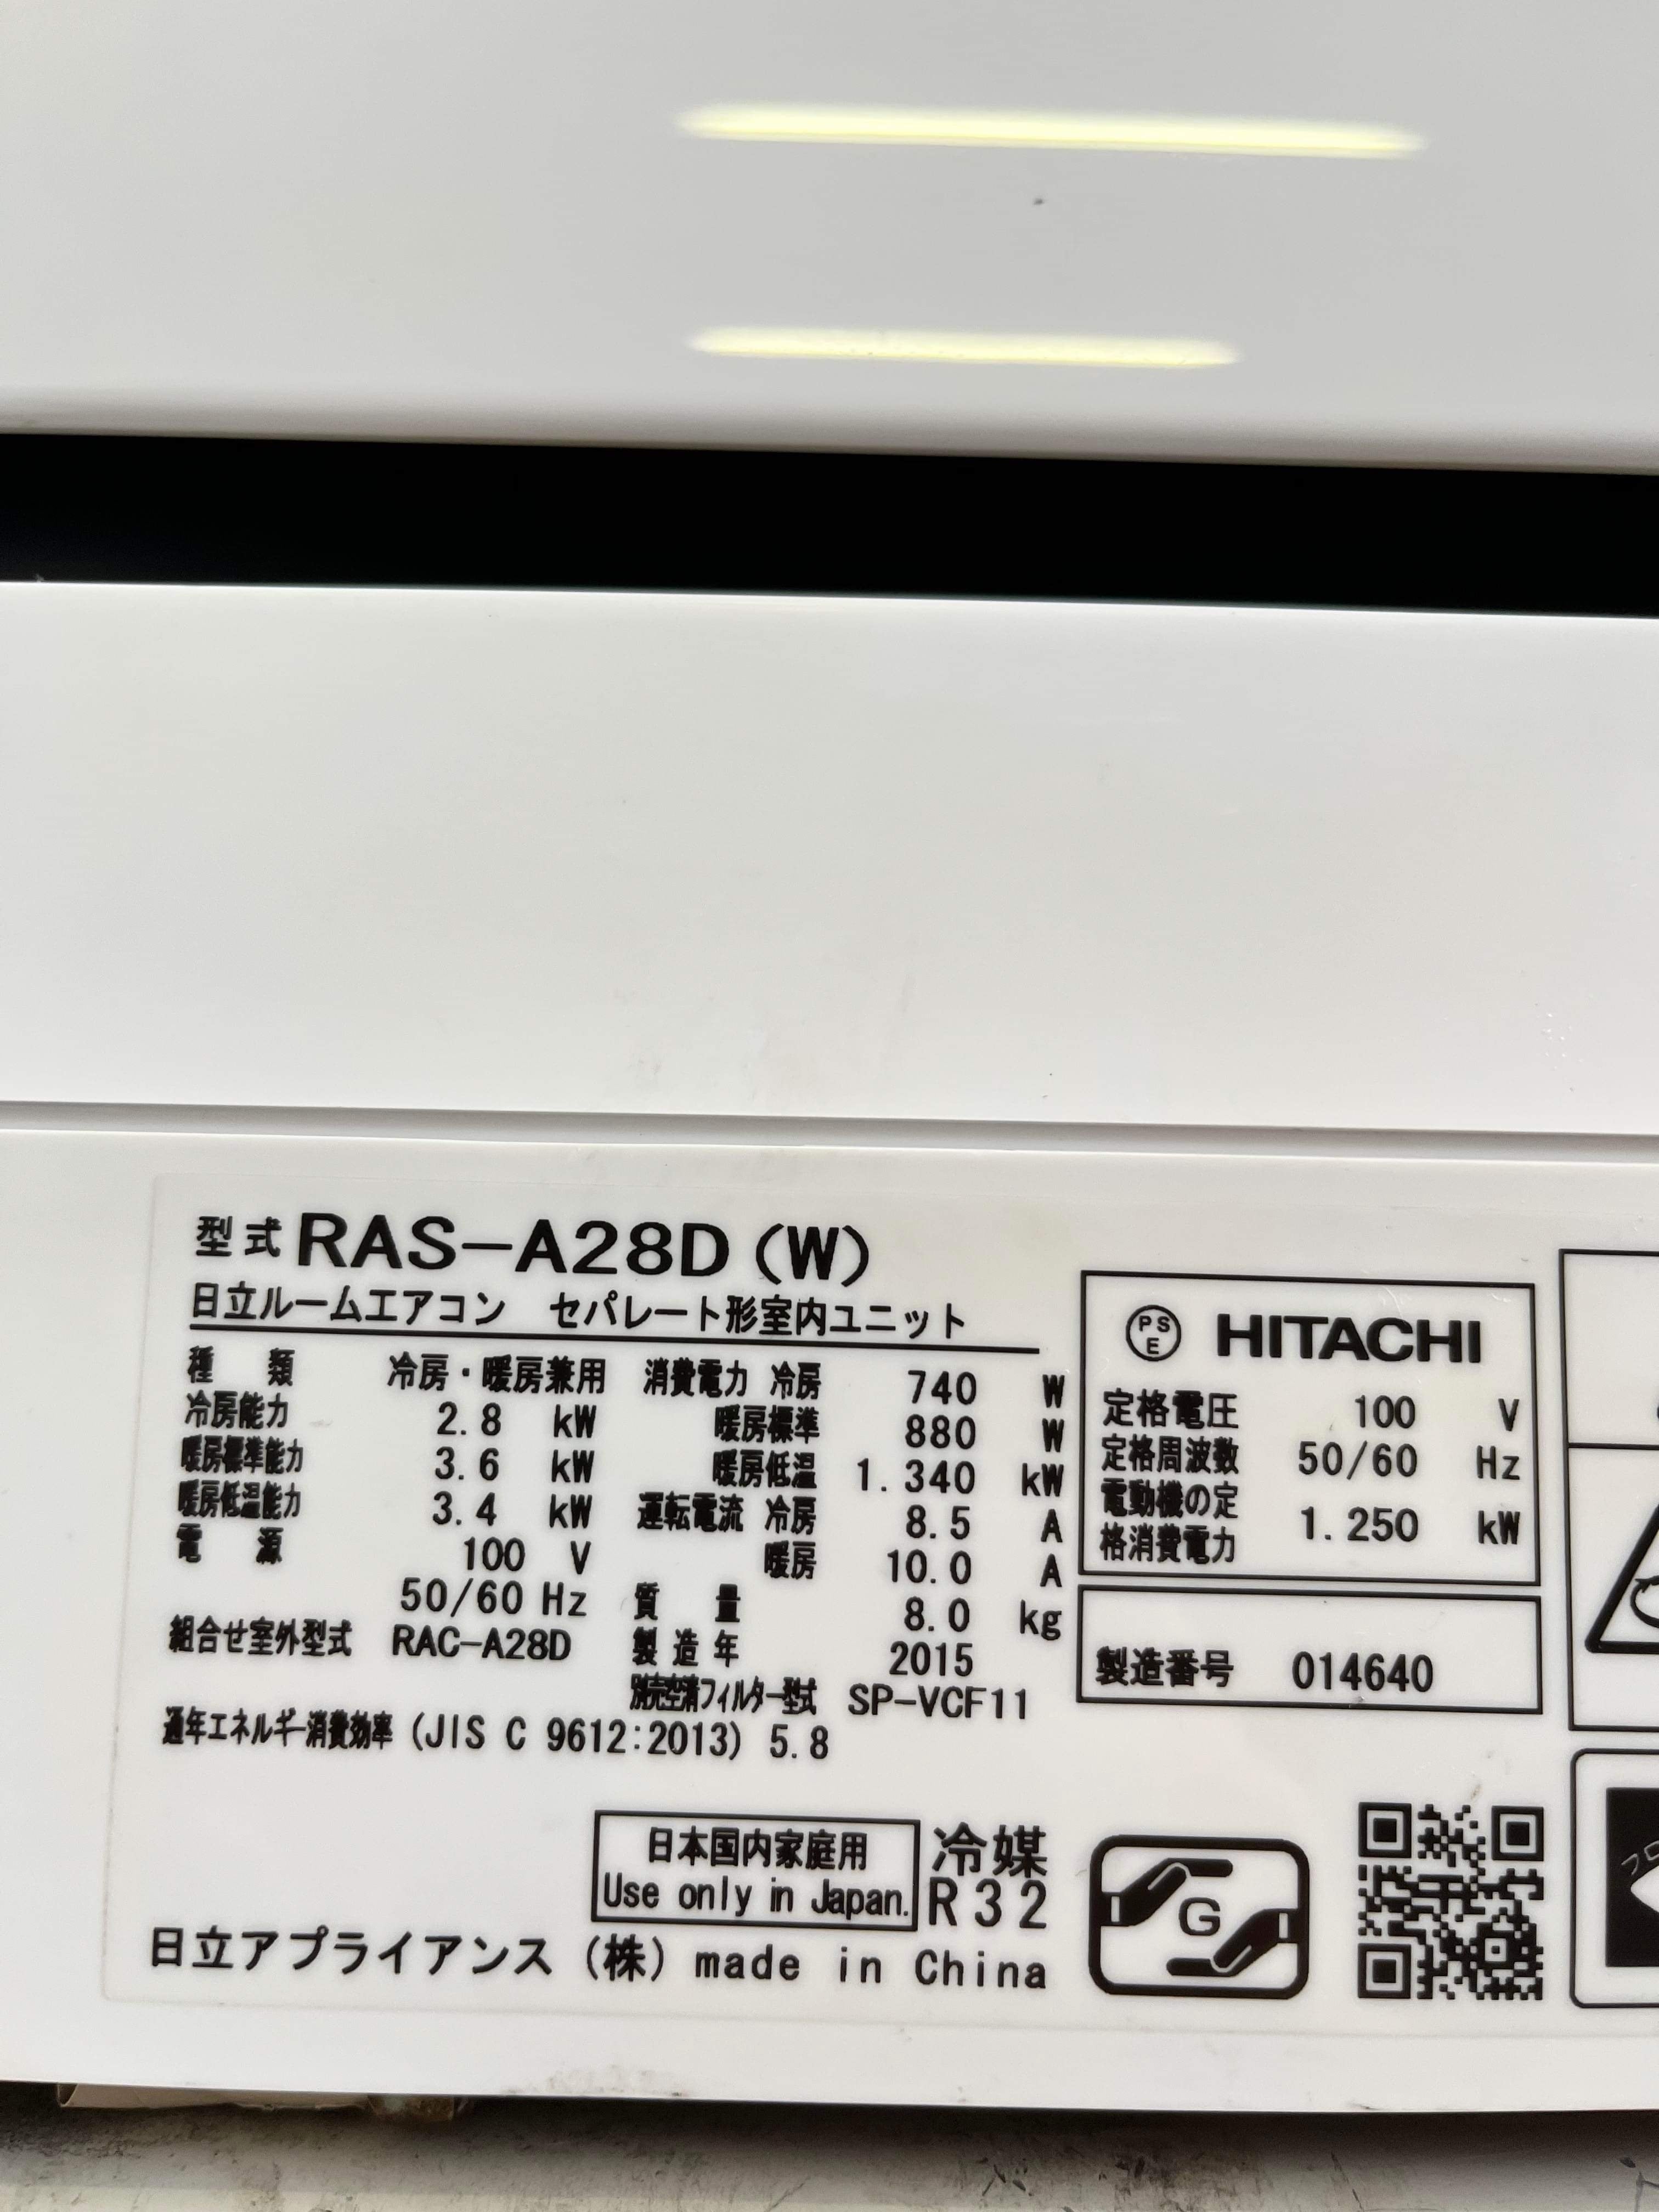 型式 RAS-A28D(W)
日立ルームエアコン セパレート形室内ユニット
種類 冷房・暖房兼用
冷房能力 2.8 kW
暖房標準能力 3.6 kW
暖房低温能力 3.4 kW
電源 100 V
50/60 Hz
組合せ室外型式 RAC-A28D
消費電力 冷房 740 W
暖房標準 880 W
暖房低温 1.340 kW
運転電流 冷房 8.5 A
暖房 10.0 A
質量 8.0 kg
製造年 2015
別売空清フィルター型式 SP-VCF11
通年エネルギー消費効率 (JIS C 9612:2013) 5.8
PS
E
HITACHI
定格電圧 100 V
定格周波数 50/60 Hz
電動機の定
格消費電力 1.250 kW
製造番号 014640
日本国内家庭用
Use only in Japan.
冷媒
R32
G
日立アプライアンス(株) made in China
フロ